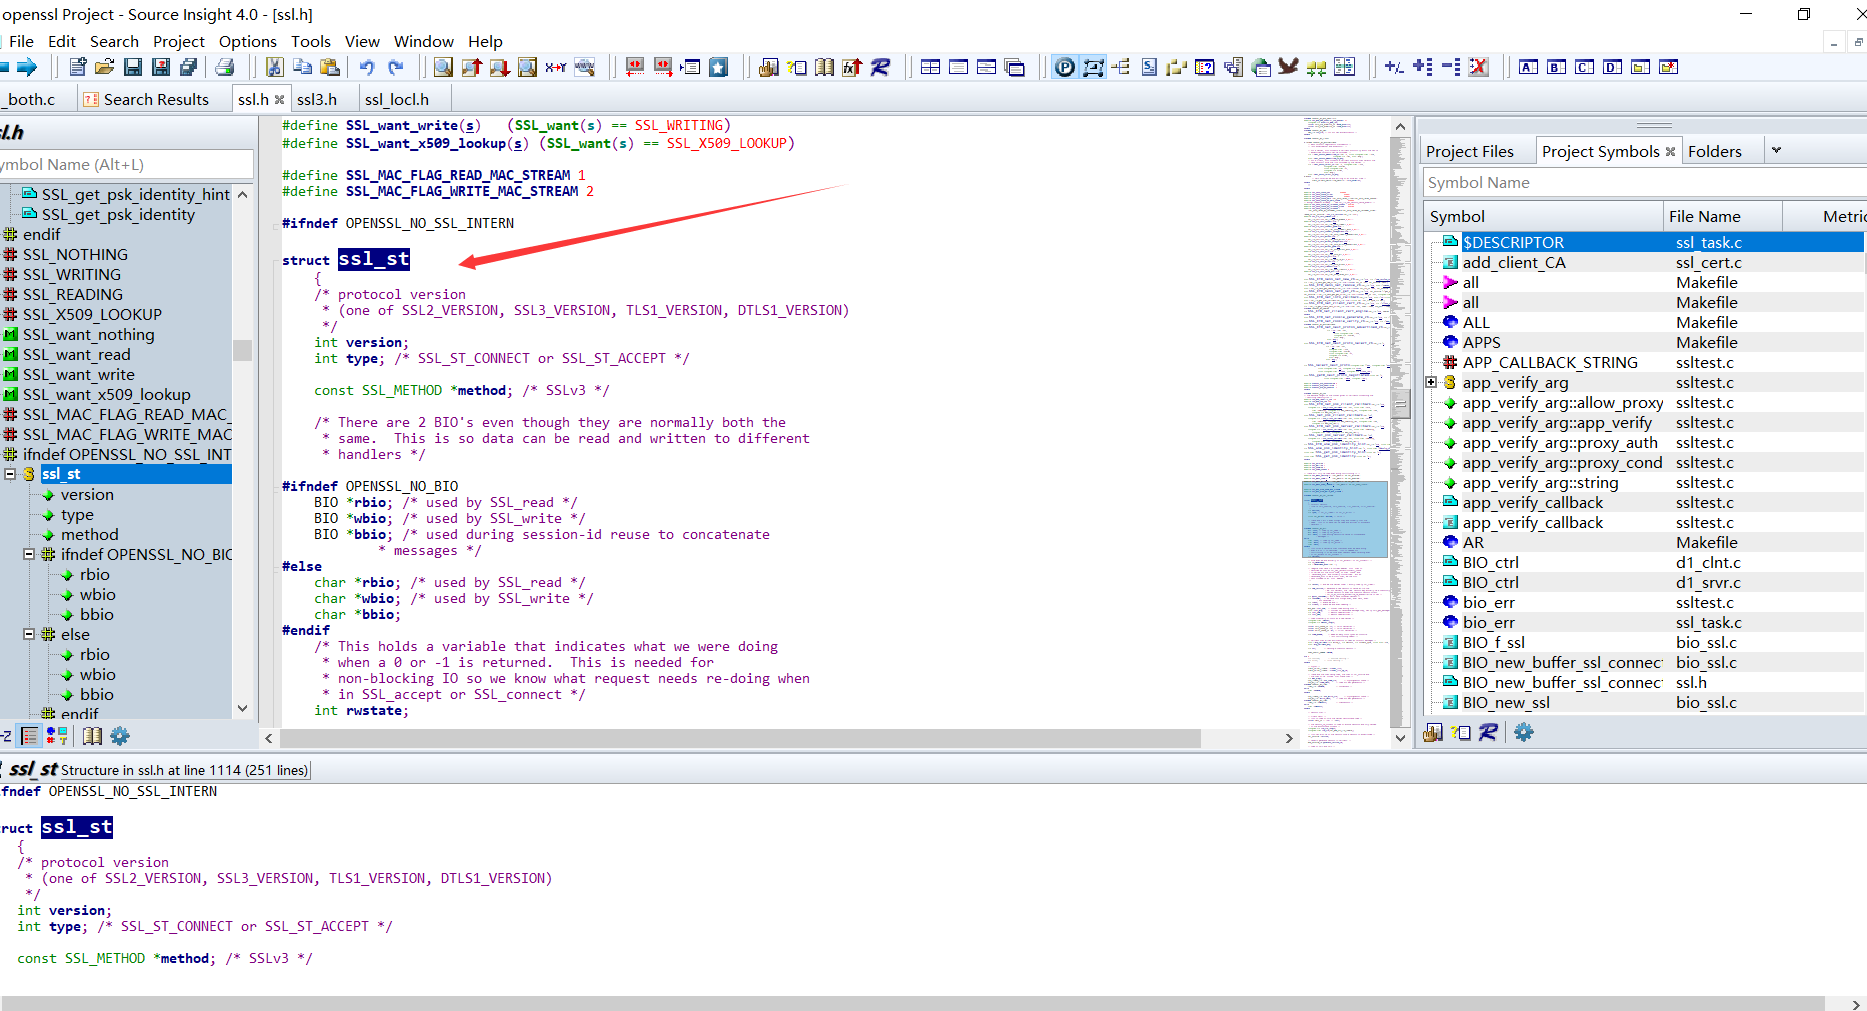 openssl Project - Source Insight 4.0 - [ssl.h]
File Edit Search Project Options Tools View Window Help
_both.c Search Results ssl.h ssl3.h ssl_locl.h
sl.h
ymbol Name (Alt+L)
SSL_get_psk_identity_hint
SSL_get_psk_identity
endif
SSL_NOTHING
SSL_WRITING
SSL_READING
SSL_X509_LOOKUP
SSL_want_nothing
SSL_want_read
SSL_want_write
SSL_want_x509_lookup
SSL_MAC_FLAG_READ_MAC_
SSL_MAC_FLAG_WRITE_MAC
ifndef OPENSSL_NO_SSL_INT
ssl_st
version
type
method
ifndef OPENSSL_NO_BIO
rbio
wbio
bbio
else
rbio
wbio
bbio
endif
#define SSL_want_write(s) (SSL_want(s) == SSL_WRITING)
#define SSL_want_x509_lookup(s) (SSL_want(s) == SSL_X509_LOOKUP)
#define SSL_MAC_FLAG_READ_MAC_STREAM 1
#define SSL_MAC_FLAG_WRITE_MAC_STREAM 2
#ifndef OPENSSL_NO_SSL_INTERN
struct ssl_st
{
/* protocol version
* (one of SSL2_VERSION, SSL3_VERSION, TLS1_VERSION, DTLS1_VERSION)
*/
int version;
int type; /* SSL_ST_CONNECT or SSL_ST_ACCEPT */
const SSL_METHOD *method; /* SSLv3 */
/* There are 2 BIO's even though they are normally both the
* same. This is so data can be read and written to different
* handlers */
#ifndef OPENSSL_NO_BIO
BIO *rbio; /* used by SSL_read */
BIO *wbio; /* used by SSL_write */
BIO *bbio; /* used during session-id reuse to concatenate
* messages */
#else
char *rbio; /* used by SSL_read */
char *wbio; /* used by SSL_write */
char *bbio;
#endif
/* This holds a variable that indicates what we were doing
* when a 0 or -1 is returned. This is needed for
* non-blocking IO so we know what request needs re-doing when
* in SSL_accept or SSL_connect */
int rwstate;
Project Files Project Symbols Folders
Symbol Name
Symbol File Name Metric
$DESCRIPTOR ssl_task.c
add_client_CA ssl_cert.c
all Makefile
all Makefile
ALL Makefile
APPS Makefile
APP_CALLBACK_STRING ssltest.c
app_verify_arg ssltest.c
app_verify_arg::allow_proxy ssltest.c
app_verify_arg::app_verify ssltest.c
app_verify_arg::proxy_auth ssltest.c
app_verify_arg::proxy_cond ssltest.c
app_verify_arg::string ssltest.c
app_verify_callback ssltest.c
app_verify_callback ssltest.c
AR Makefile
BIO_ctrl d1_clnt.c
BIO_ctrl d1_srvr.c
bio_err ssltest.c
bio_err ssl_task.c
BIO_f_ssl bio_ssl.c
BIO_new_buffer_ssl_connect bio_ssl.c
BIO_new_buffer_ssl_connect ssl.h
BIO_new_ssl bio_ssl.c
ssl_st Structure in ssl.h at line 1114 (251 lines)
ifndef OPENSSL_NO_SSL_INTERN
ruct ssl_st
{
/* protocol version
* (one of SSL2_VERSION, SSL3_VERSION, TLS1_VERSION, DTLS1_VERSION)
*/
int version;
int type; /* SSL_ST_CONNECT or SSL_ST_ACCEPT */
const SSL_METHOD *method; /* SSLv3 */